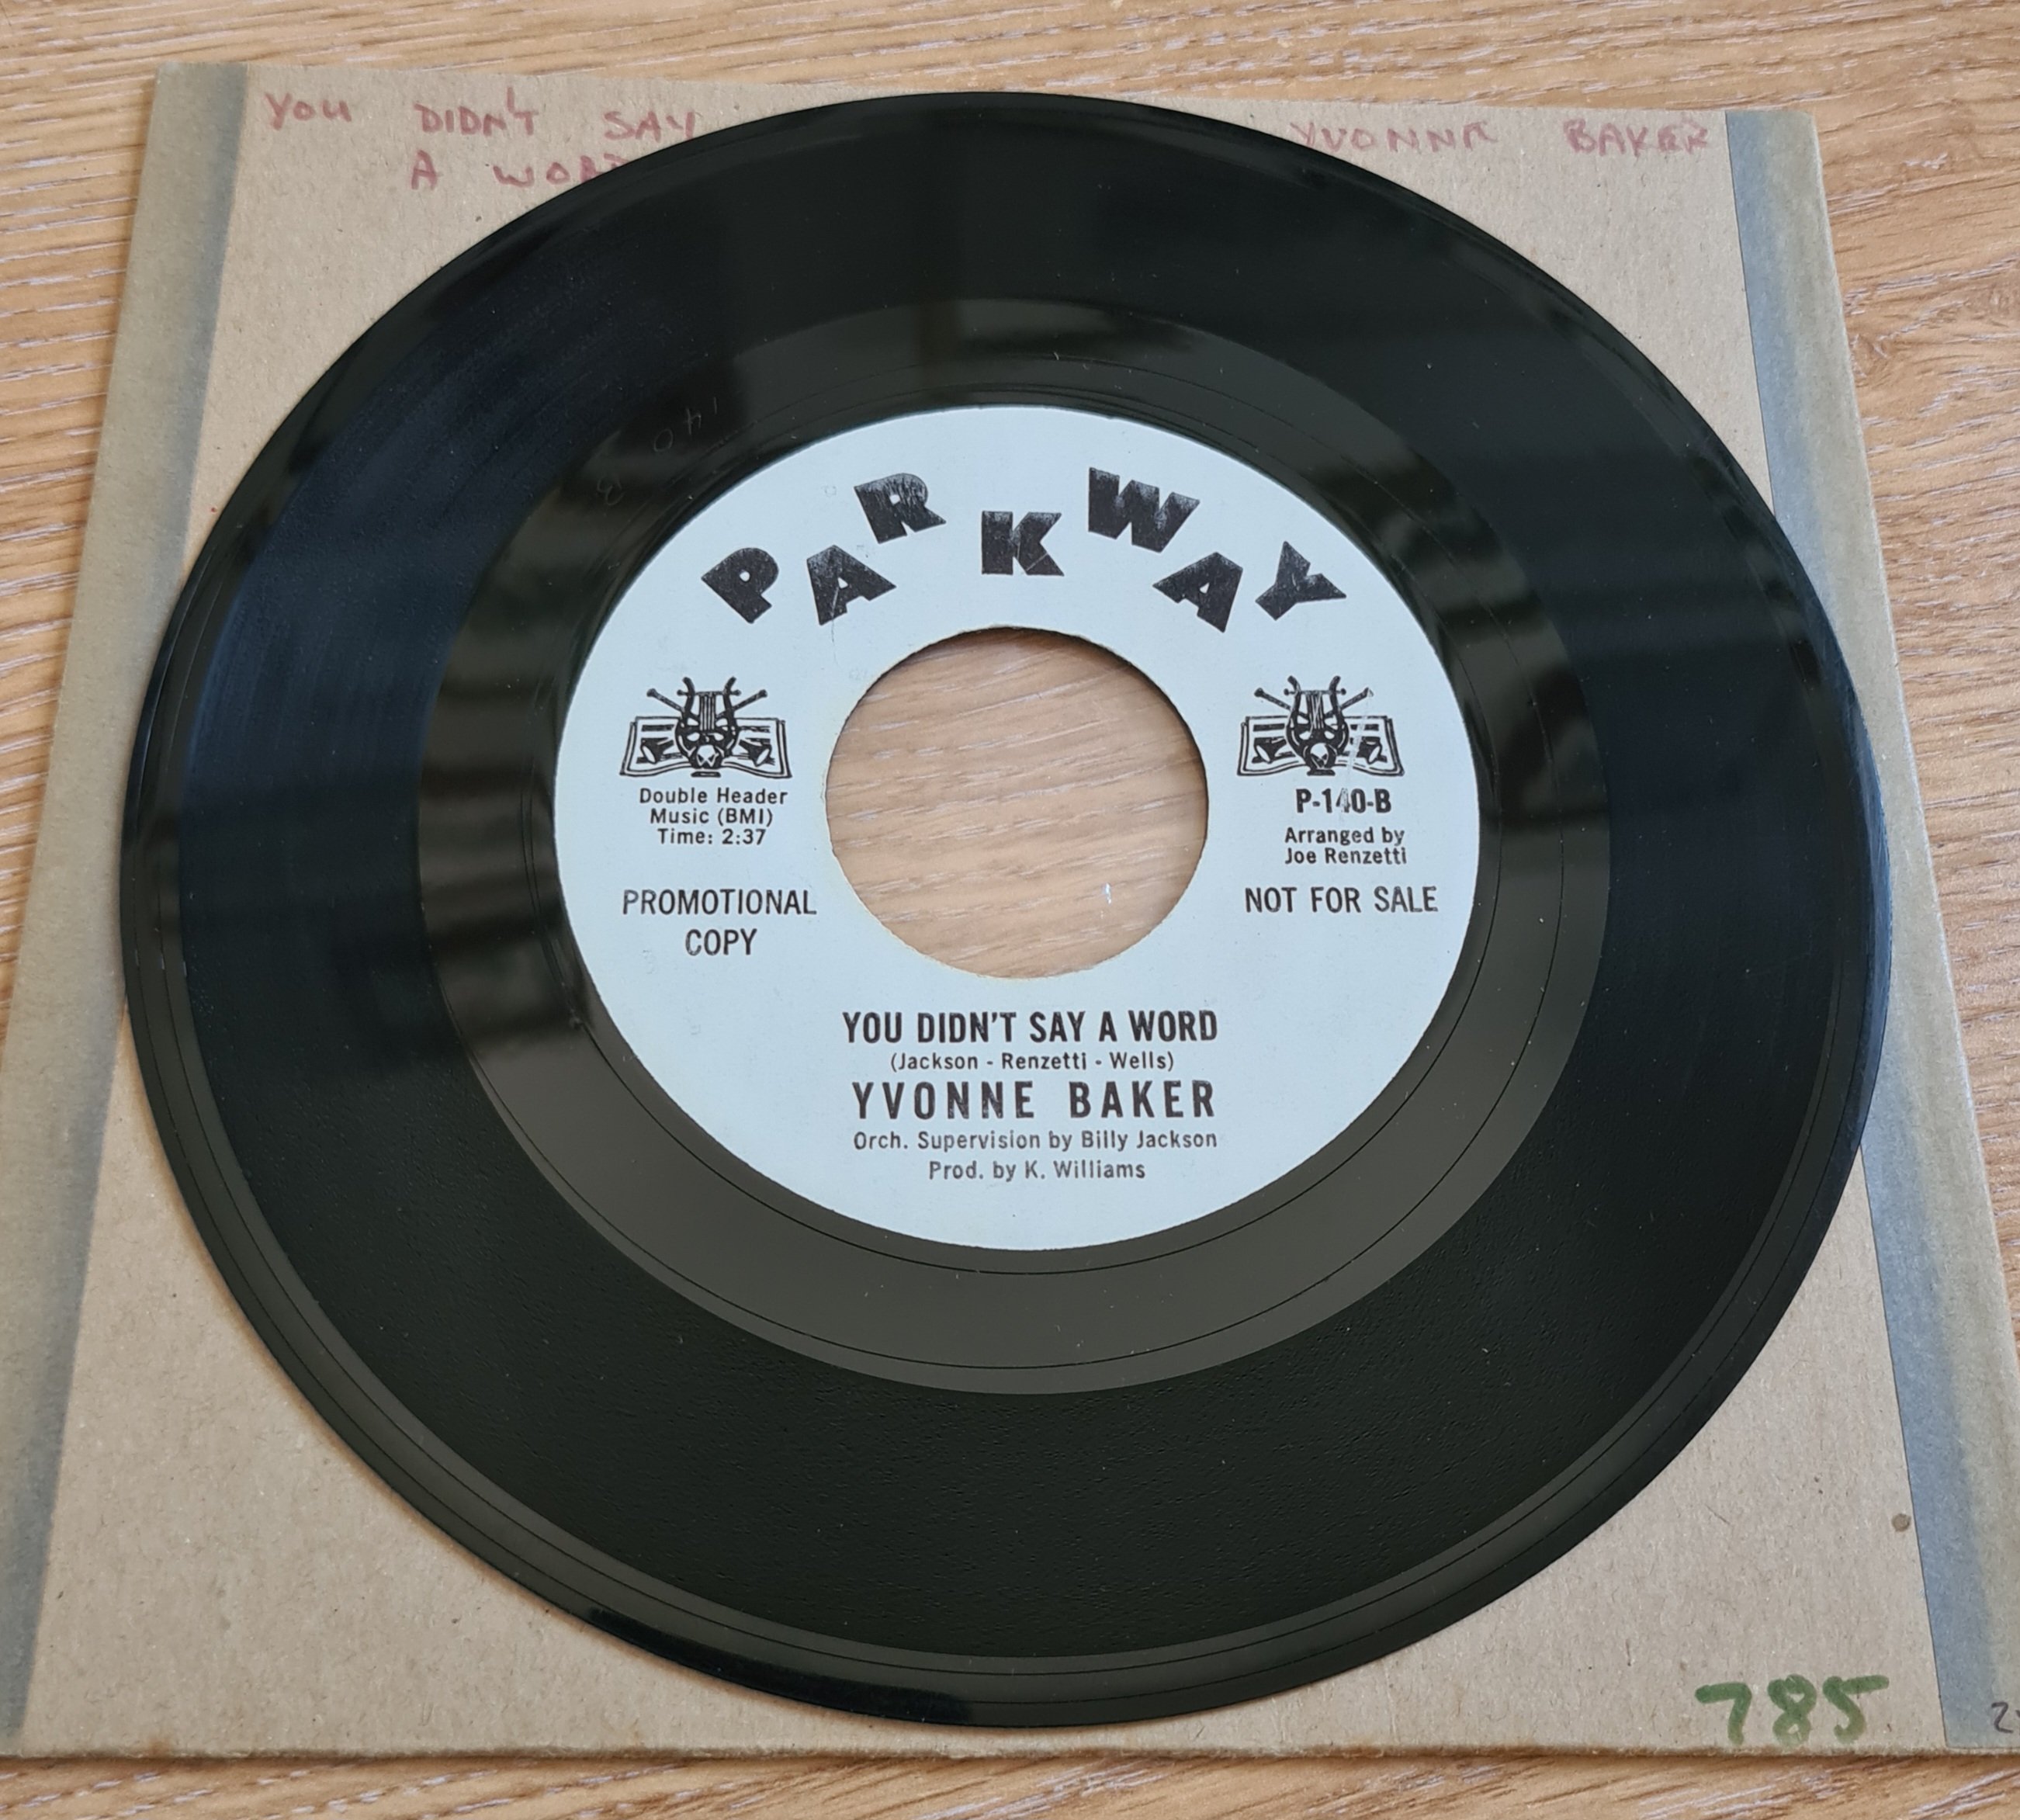 YOU DIDN'T SAY
A
YVONNE BAKER
140
PARKWAY
Double Header
Music (BMI)
Time: 2:37
PROMOTIONAL
COPY
P-140-B
Arranged by
Joe Renzetti
NOT FOR SALE
YOU DIDN'T SAY A WORD
(Jackson - Renzetti - Wells)
YVONNE BAKER
Orch. Supervision by Billy Jackson
Prod. by K. Williams
785